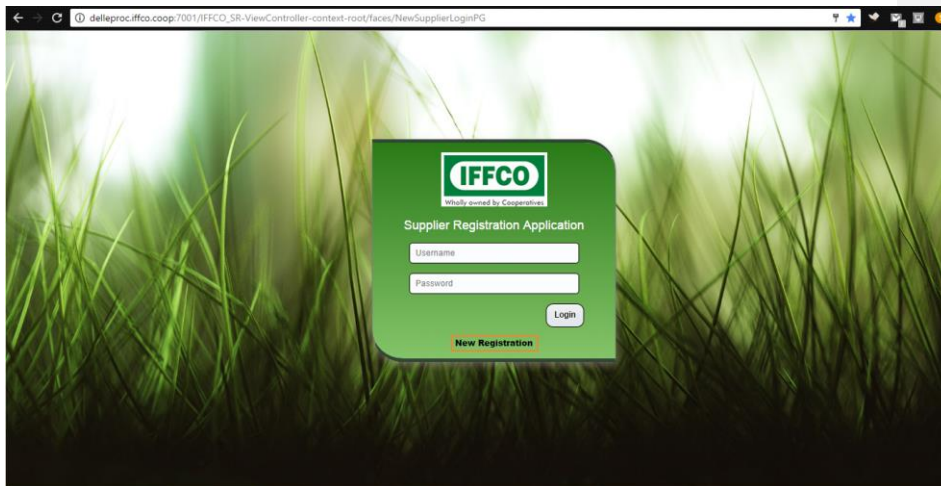 delleproc.iffco.coop:7001/IFFCO_SR-ViewController-context-root/faces/NewSupplierLoginPG
IFFCO
Wholly owned by Cooperatives
Supplier Registration Application
Username
Password
Login
New Registration